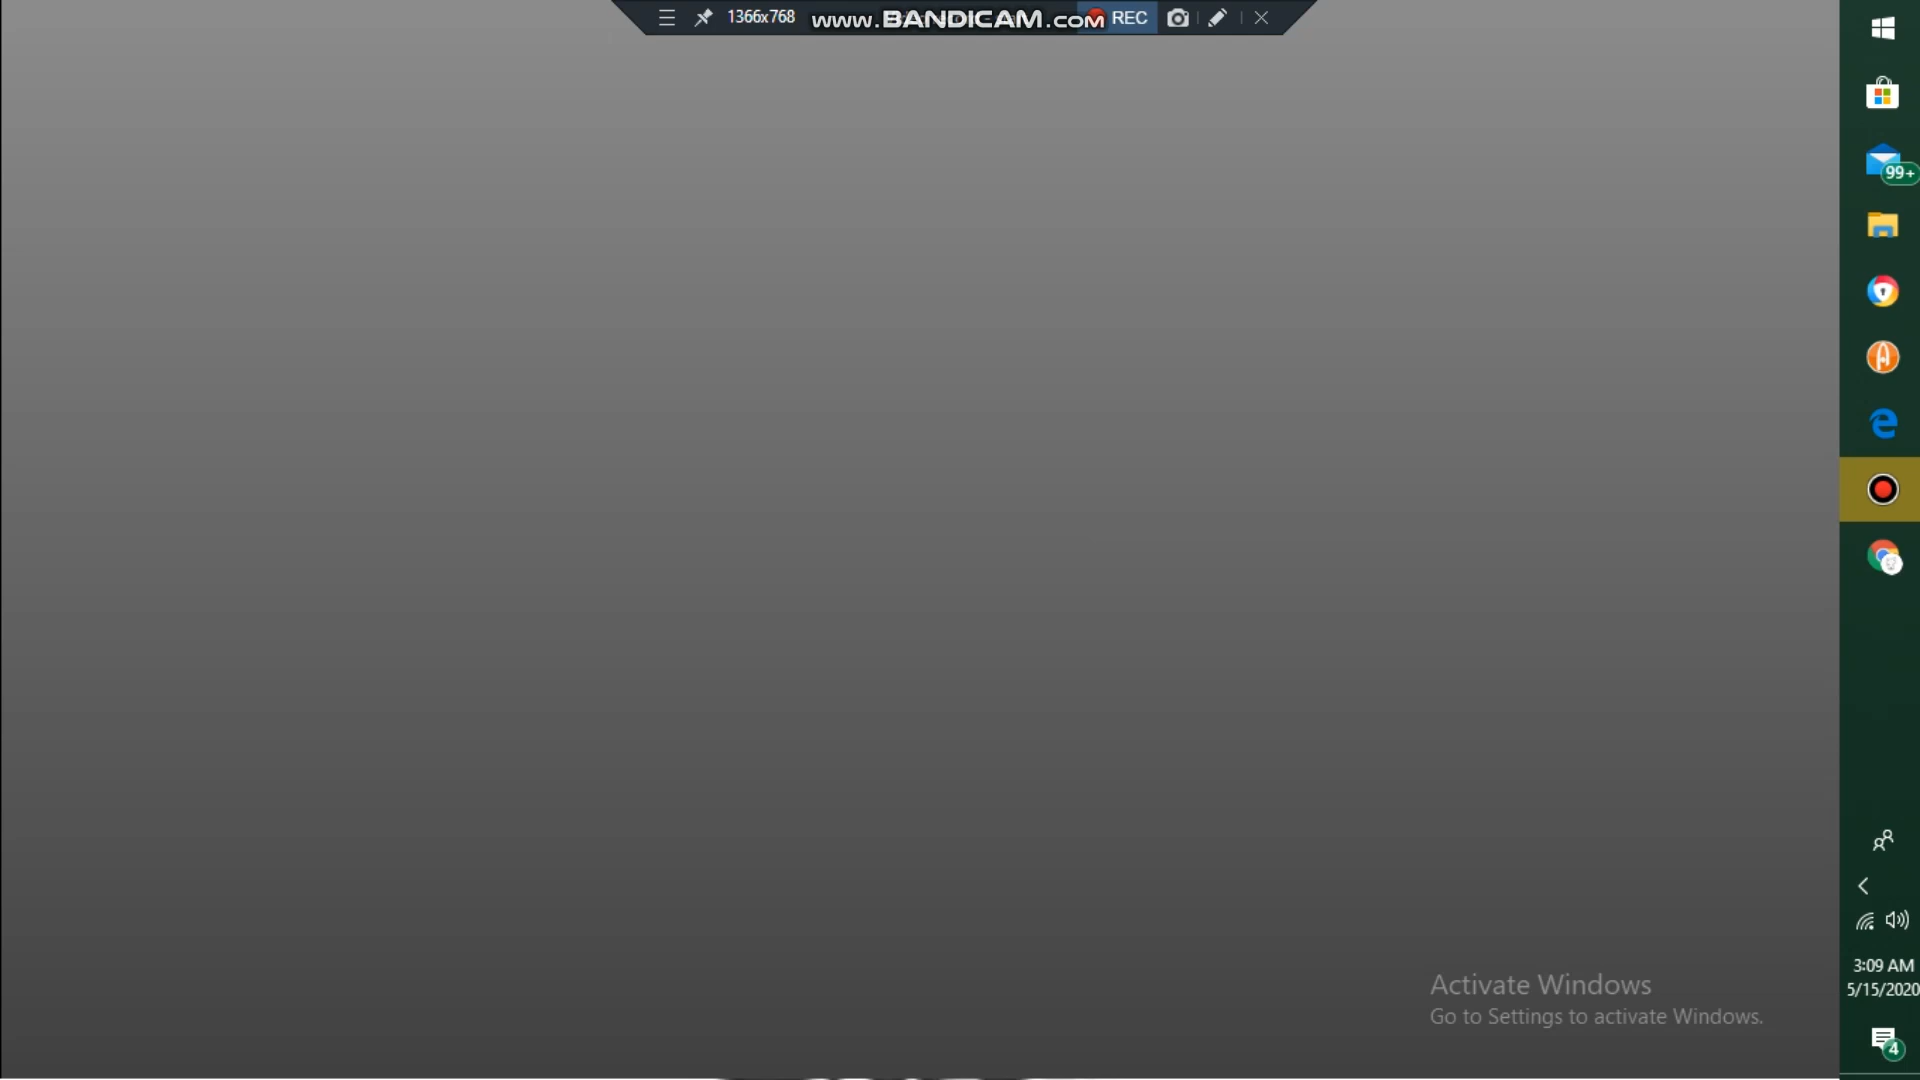 1366x768
www.BANDICAM.com
REC
99+
3:09 AM
5/15/2020
4
Activate Windows
Go to Settings to activate Windows.